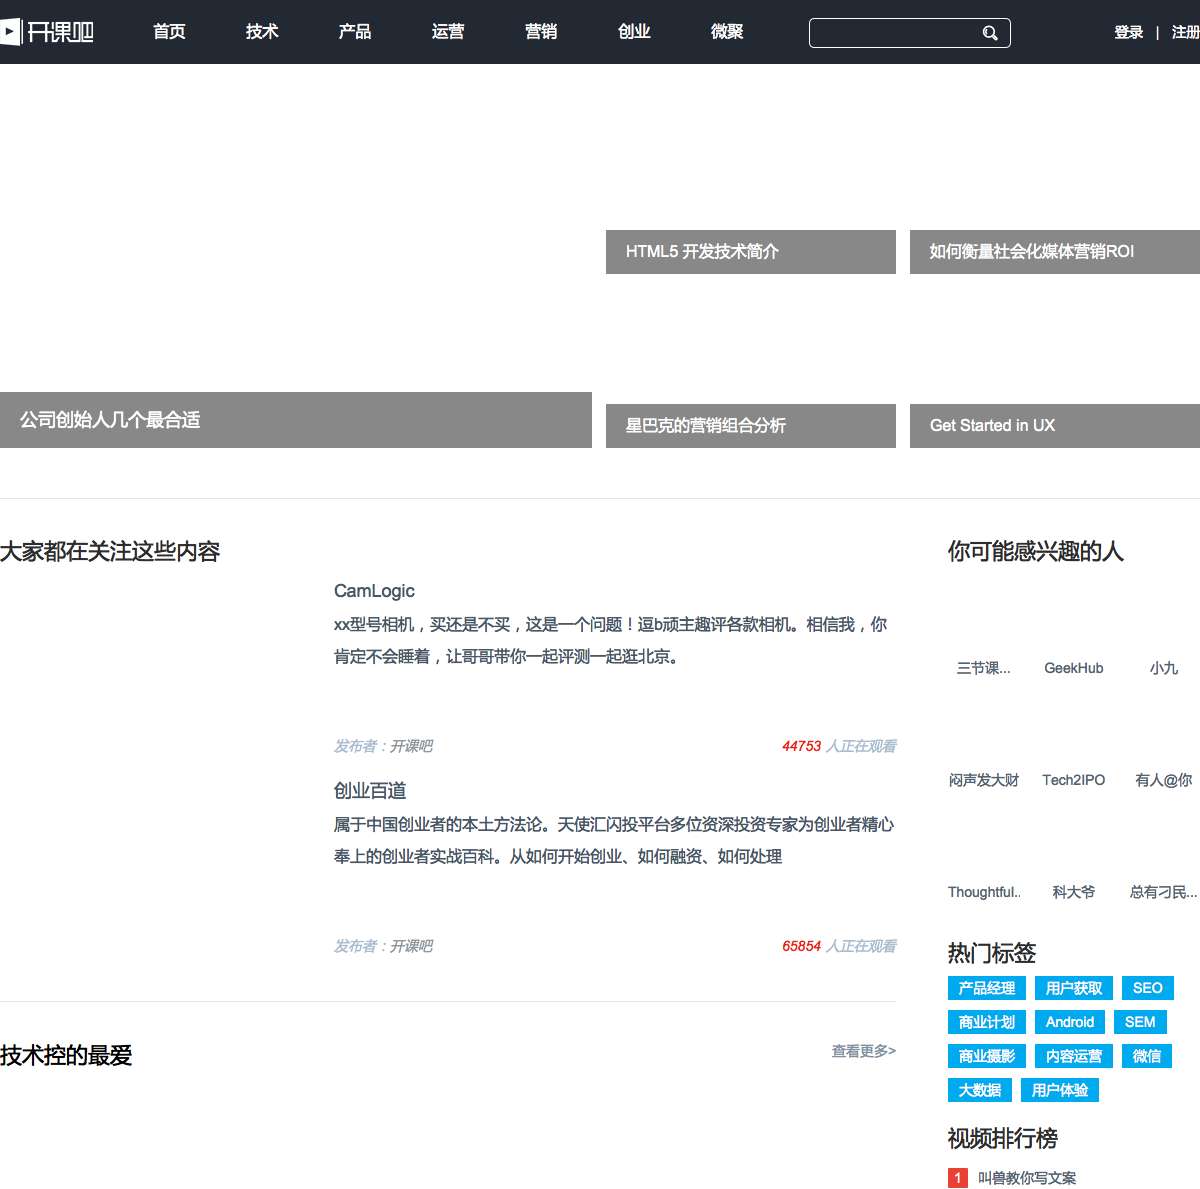 开课吧 首页 技术 产品 运营 营销 创业 微聚 登录 | 注册
HTML5 开发技术简介
如何衡量社会化媒体营销ROI
公司创始人几个最合适
星巴克的营销组合分析
Get Started in UX
大家都在关注这些内容
CamLogic
xx型号相机，买还是不买，这是一个问题！逗b顽主趣评各款相机。相信我，你
肯定不会睡着，让哥哥带你一起评测一起逛北京。
发布者：开课吧 44753 人正在观看
创业百道
属于中国创业者的本土方法论。天使汇闪投平台多位资深投资专家为创业者精心
奉上的创业者实战百科。从如何开始创业、如何融资、如何处理
发布者：开课吧 65854 人正在观看
技术控的最爱 查看更多>
你可能感兴趣的人
三节课... GeekHub 小九
闷声发大财 Tech2IPO 有人@你
Thoughtful.. 科大爷 总有刁民...
热门标签
产品经理 用户获取 SEO
商业计划 Android SEM
商业摄影 内容运营 微信
大数据 用户体验
视频排行榜
1 叫兽教你写文案